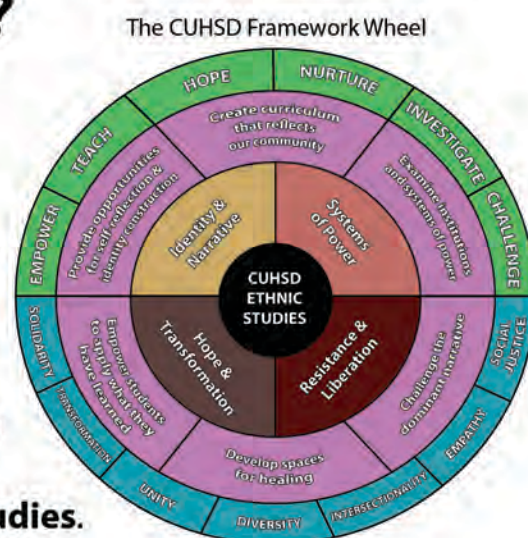 ?
The CUHSD Framework Wheel
EMPOWER
TEACH
HOPE
NURTURE
INVESTIGATE
CHALLENGE
Provide opportunities
for self-reflection &
identity construction
Create curriculum
that reflects
our community
Examine institutions
and systems of power
Identity &
Narrative
Systems
of Power
CUHSD
ETHNIC
STUDIES
Hope &
Transformation
Resistance &
Liberation
Empower students
to apply what they
have learned
Develop spaces
for healing
Challenge the
dominant narrative
SOLIDARITY
TRANSFORMATION
UNITY
DIVERSITY
INTERSECTIONALITY
EMPATHY
SOCIAL
JUSTICE
udies.